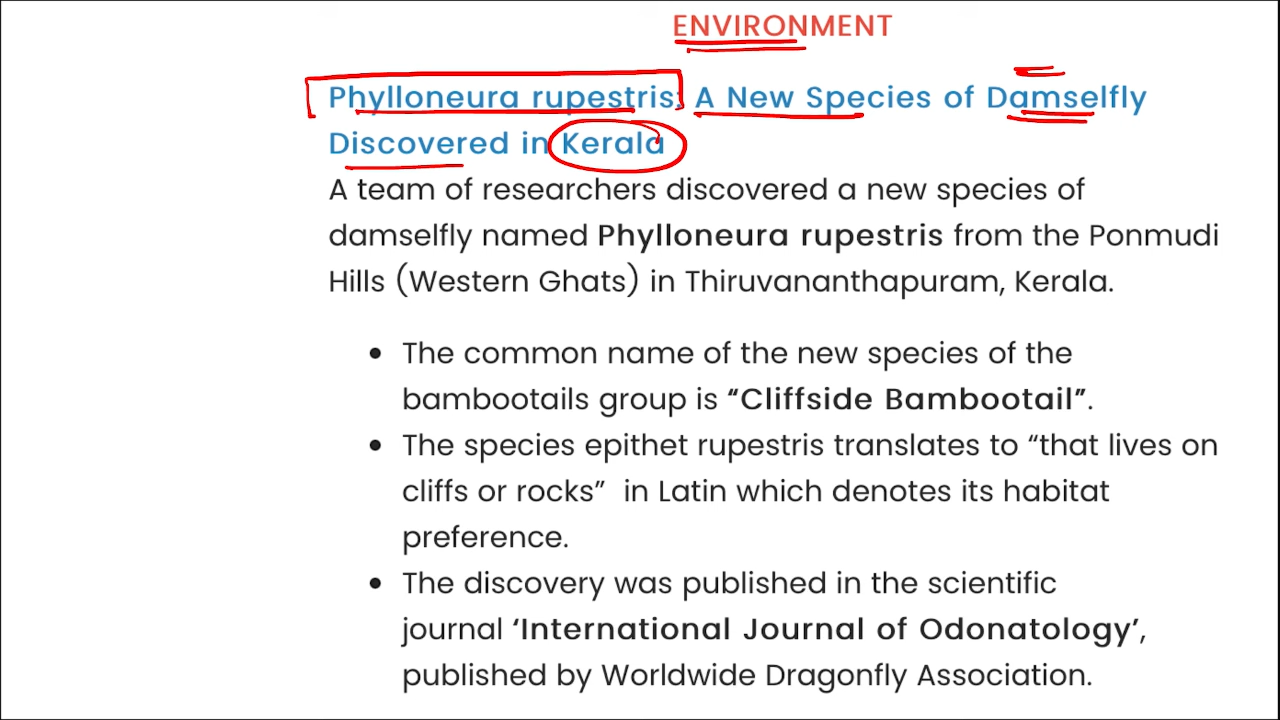 ENVIRONMENT
Phylloneura rupestris: A New Species of Damselfly
Discovered in Kerala
A team of researchers discovered a new species of
damselfly named Phylloneura rupestris from the Ponmudi
Hills (Western Ghats) in Thiruvananthapuram, Kerala.
• The common name of the new species of the
bambootails group is “Cliffside Bambootail”.
• The species epithet rupestris translates to “that lives on
cliffs or rocks” in Latin which denotes its habitat
preference.
• The discovery was published in the scientific
journal ‘International Journal of Odonatology’,
published by Worldwide Dragonfly Association.